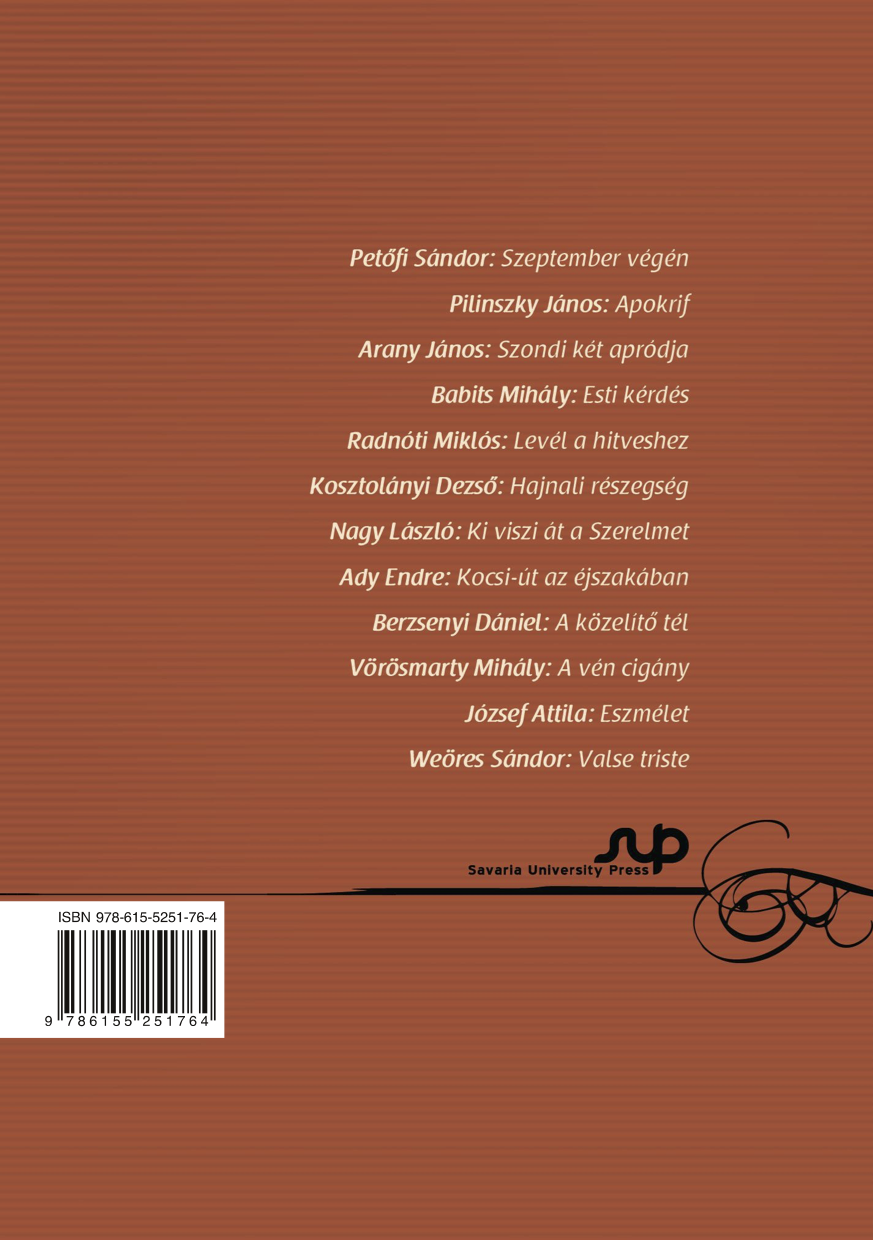 Petőfi Sándor: Szeptember végén
Pilinszky János: Apokrif
Arany János: Szondi két apródja
Babits Mihály: Esti kérdés
Radnóti Miklós: Levél a hitveshez
Kosztolányi Dezső: Hajnali részegség
Nagy László: Ki viszi át a Szerelmet
Ady Endre: Kocsi-út az éjszakában
Berzsenyi Dániel: A közelítő tél
Vörösmarty Mihály: A vén cigány
József Attila: Eszmélet
Weöres Sándor: Valse triste
sup
Savaria University Press
ISBN 978-615-5251-76-4
9 786155 251764